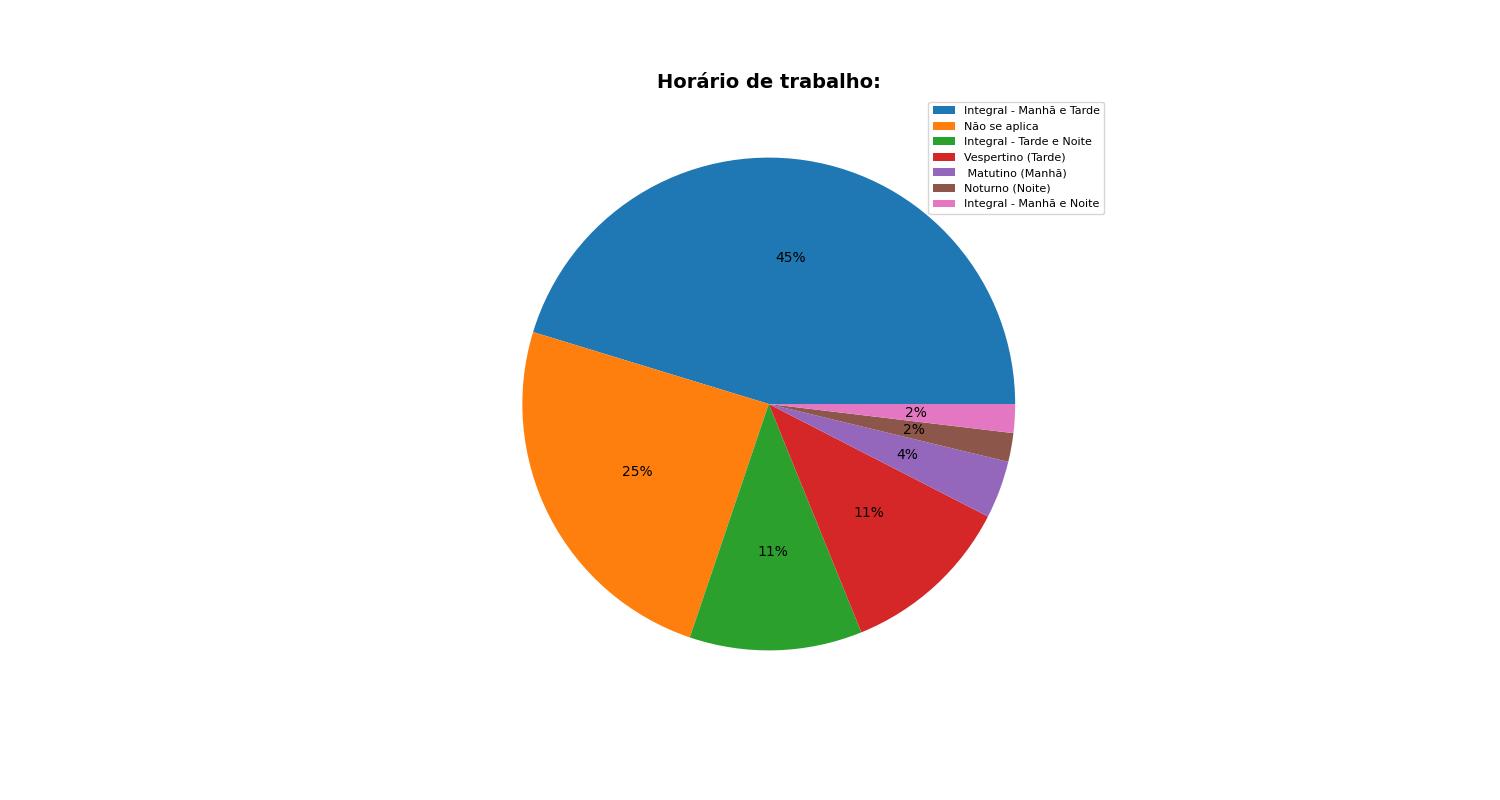 Horário de trabalho:
Integral - Manhã e Tarde
Não se aplica
Integral - Tarde e Noite
Vespertino (Tarde)
Matutino (Manhã)
Noturno (Noite)
Integral - Manhã e Noite
45%
25%
11%
11%
4%
2%
2%